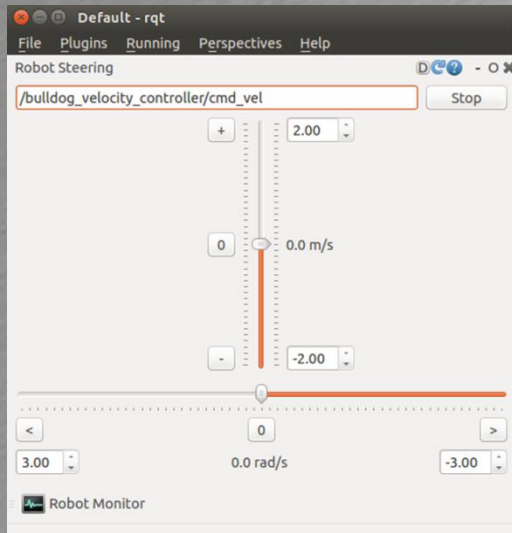 Default - rqt
File Plugins Running Perspectives Help
Robot Steering D ? - O ✖
/bulldog_velocity_controller/cmd_vel Stop
+ 2.00
0 0.0 m/s
- -2.00
< 0 >
3.00 0.0 rad/s -3.00
Robot Monitor